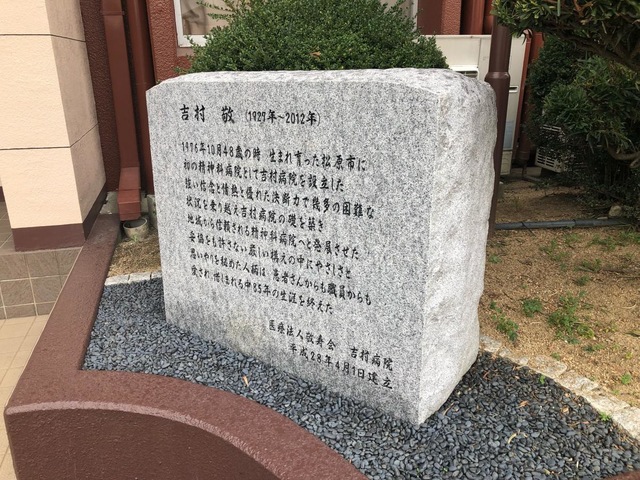 吉村 敬 (1927年～2012年)
1976年10月48歳の時 生まれ育った松原市に
初の精神科病院として吉村病院を設立した
強い信念と情熱と優れた決断力で幾多の困難な
状況を乗り越え吉村病院の礎を築き
地域から信頼される精神科病院へと発展させた
妥協をも許さない厳しい構えの中にやさしさと
思いやりを秘めた人柄は、患者さんからも職員からも
愛され、惜しまれる中85年の生涯を終えた
医療法人敬寿会 吉村病院
平成28年4月1日建立